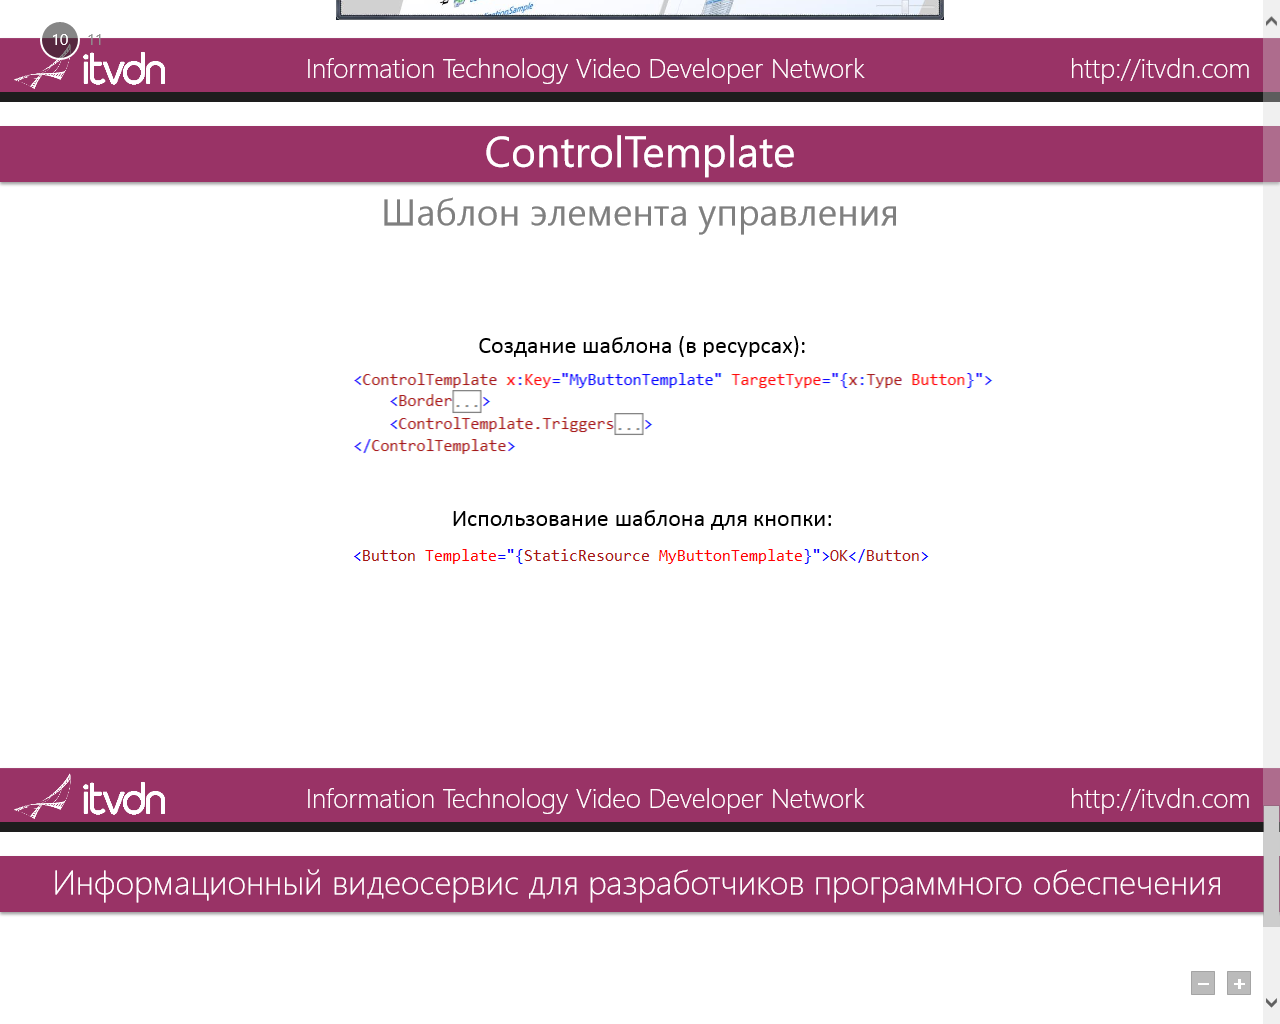 10 11
itvdn Information Technology Video Developer Network http://itvdn.com
ControlTemplate
Шаблон элемента управления
Создание шаблона (в ресурсах):
<ControlTemplate x:Key="MyButtonTemplate" TargetType="{x:Type Button}">
<Border...>
<ControlTemplate.Triggers...>
</ControlTemplate>
Использование шаблона для кнопки:
<Button Template="{StaticResource MyButtonTemplate}">OK</Button>
itvdn Information Technology Video Developer Network http://itvdn.com
Информационный видеосервис для разработчиков программного обеспечения